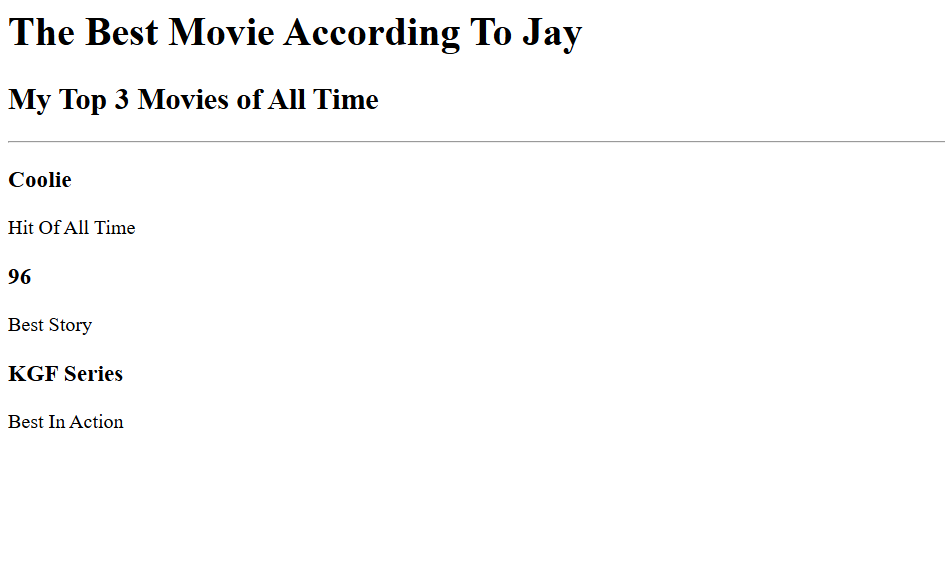 The Best Movie According To Jay
My Top 3 Movies of All Time
Coolie
Hit Of All Time
96
Best Story
KGF Series
Best In Action